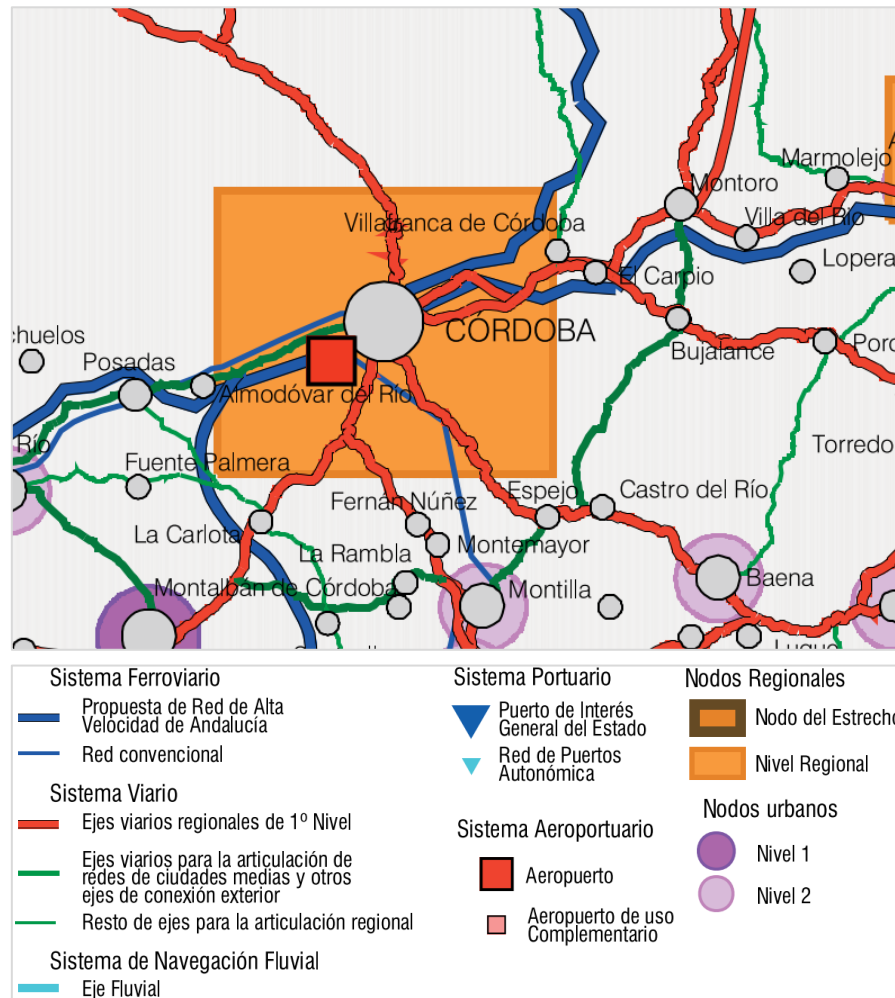 Marmolejo
Montoro
Villafranca de Córdoba
Villa del Río
Lopera
El Carpio
CÓRDOBA
chuelos
Posadas
Bujalance
Porc
Almodóvar del Río
Río
Torredo
Fuente Palmera
Fernán Núñez
Espejo
Castro del Río
La Carlota
La Rambla
Montemayor
Montalbán de Córdoba
Montilla
Baena
Luque
Sistema Ferroviario
Propuesta de Red de Alta
Velocidad de Andalucía
Red convencional
Sistema Viario
Ejes viarios regionales de 1º Nivel
Ejes viarios para la articulación de
redes de ciudades medias y otros
ejes de conexión exterior
Resto de ejes para la articulación regional
Sistema de Navegación Fluvial
Eje Fluvial
Sistema Portuario
Puerto de Interés
General del Estado
Red de Puertos
Autonómica
Sistema Aeroportuario
Aeropuerto
Aeropuerto de uso
Complementario
Nodos Regionales
Nodo del Estrecho
Nivel Regional
Nodos urbanos
Nivel 1
Nivel 2